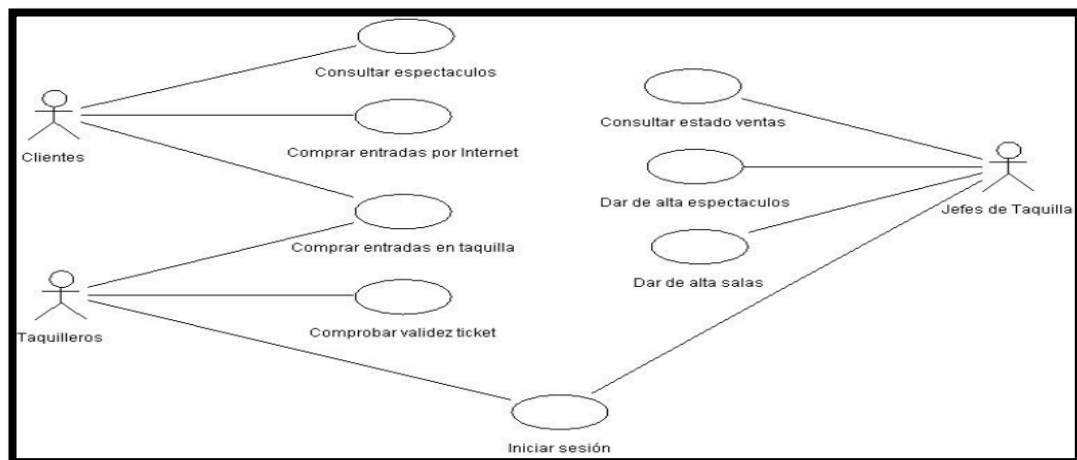 Consultar espectaculos
Clientes
Comprar entradas por Internet
Consultar estado ventas
Dar de alta espectaculos
Jefes de Taquilla
Comprar entradas en taquilla
Dar de alta salas
Taquilleros
Comprobar validez ticket
Iniciar sesión